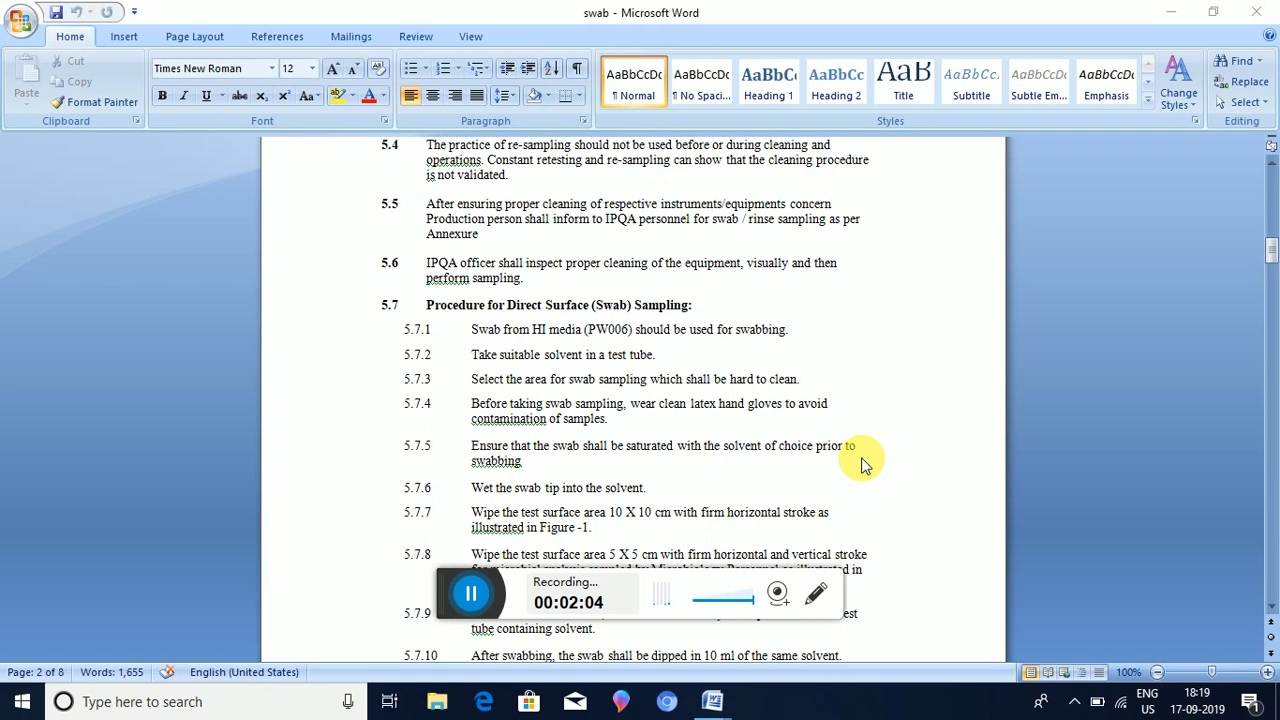 swab - Microsoft Word
Home Insert Page Layout References Mailings Review View
Cut
Copy
Paste
Format Painter
Clipboard
Times New Roman 12
Font
Paragraph
AaBbCcDc AaBbCcDc AaBbC AaBbCc AaB AaBbCc. AaBbCcDc AaBbCcDc
¶ Normal ¶ No Spaci... Heading 1 Heading 2 Title Subtitle Subtle Em... Emphasis
Change Styles
Styles
Find
Replace
Select
Editing
5.4 The practice of re-sampling should not be used before or during cleaning and
operations. Constant retesting and re-sampling can show that the cleaning procedure
is not validated.
5.5 After ensuring proper cleaning of respective instruments/equipments concern
Production person shall inform to IPQA personnel for swab / rinse sampling as per
Annexure
5.6 IPQA officer shall inspect proper cleaning of the equipment, visually and then
perform sampling.
5.7 Procedure for Direct Surface (Swab) Sampling:
5.7.1 Swab from HI media (PW006) should be used for swabbing.
5.7.2 Take suitable solvent in a test tube.
5.7.3 Select the area for swab sampling which shall be hard to clean.
5.7.4 Before taking swab sampling, wear clean latex hand gloves to avoid
contamination of samples.
5.7.5 Ensure that the swab shall be saturated with the solvent of choice prior to
swabbing.
5.7.6 Wet the swab tip into the solvent.
5.7.7 Wipe the test surface area 10 X 10 cm with firm horizontal stroke as
illustrated in Figure -1.
5.7.8 Wipe the test surface area 5 X 5 cm with firm horizontal and vertical stroke
in
Recording...
00:02:04
5.7.9
tube containing solvent.
5.7.10 After swabbing, the swab shall be dipped in 10 ml of the same solvent.
Page: 2 of 8 Words: 1,655 English (United States) 100%
Type here to search
ENG
US
18:19
17-09-2019
1